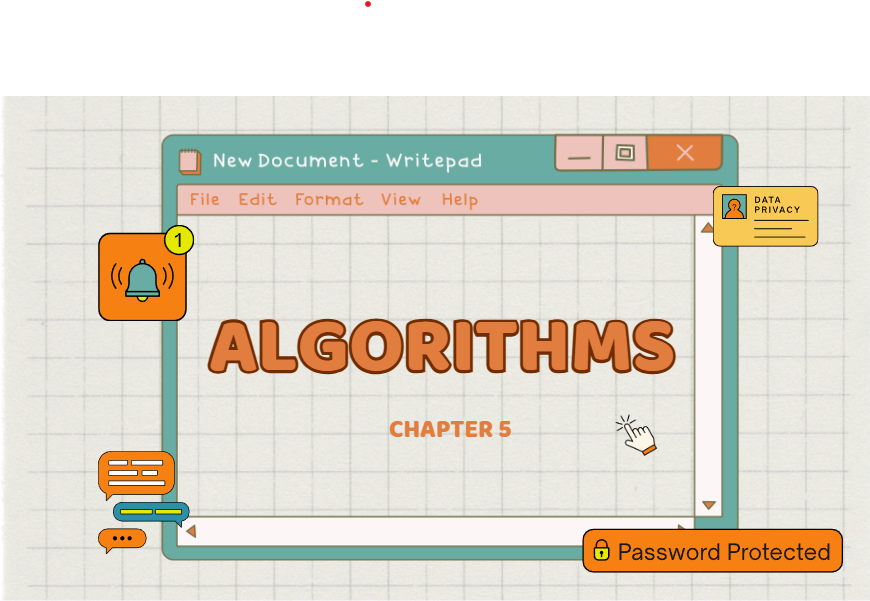 New Document - Writepad
File Edit Format View Help
DATA
PRIVACY
1
ALGORITHMS
CHAPTER 5
Password Protected